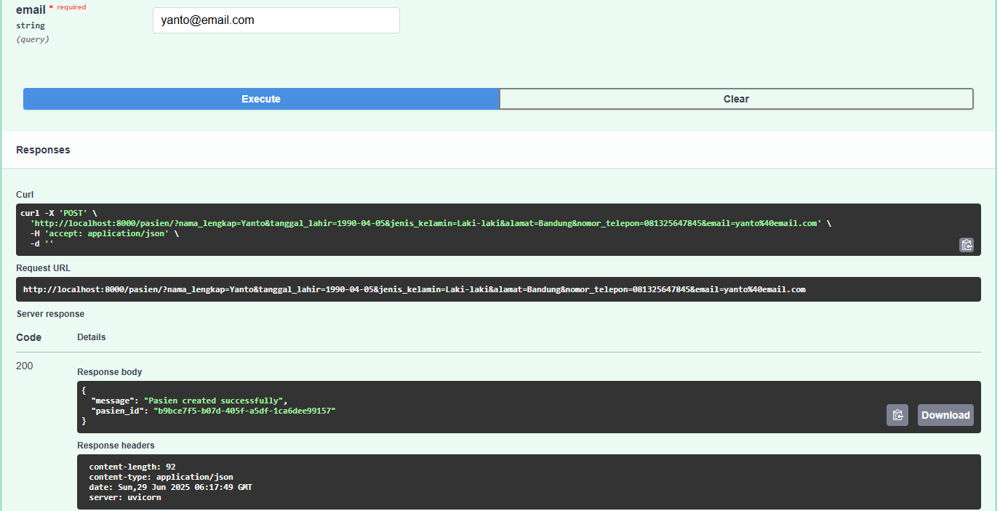 email * required
string
(query)
yanto@email.com
Execute
Clear
Responses
Curl
curl -X 'POST' \
  'http://localhost:8000/pasien/?nama_lengkap=Yanto&tanggal_lahir=1990-04-05&jenis_kelamin=Laki-laki&alamat=Bandung&nomor_telepon=081325647845&email=yanto%40email.com' \
  -H 'accept: application/json' \
  -d ''
Request URL
http://localhost:8000/pasien/?nama_lengkap=Yanto&tanggal_lahir=1990-04-05&jenis_kelamin=Laki-laki&alamat=Bandung&nomor_telepon=081325647845&email=yanto%40email.com
Server response
Code Details
200
Response body
{
  "message": "Pasien created successfully",
  "pasien_id": "b9bce7f5-b07d-405f-a5df-1ca6dee99157"
}
Download
Response headers
content-length: 92
content-type: application/json
date: Sun,29 Jun 2025 06:17:49 GMT
server: uvicorn